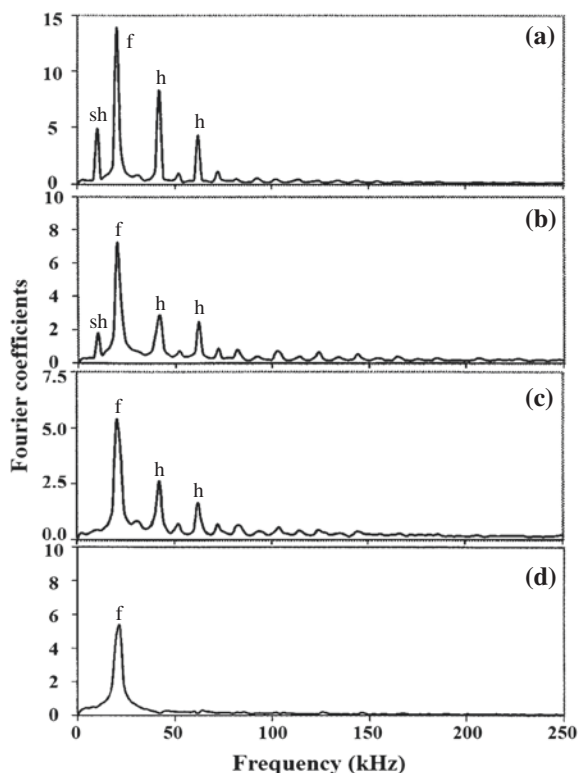 Fourier coefficients
15
10
5
0
(a)
sh
f
h
h
10
8
6
4
2
0
(b)
sh
f
h
h
7.5
5.0
2.5
0.0
(c)
f
h
h
10
8
6
4
2
0
(d)
f
0 50 100 150 200 250
Frequency (kHz)